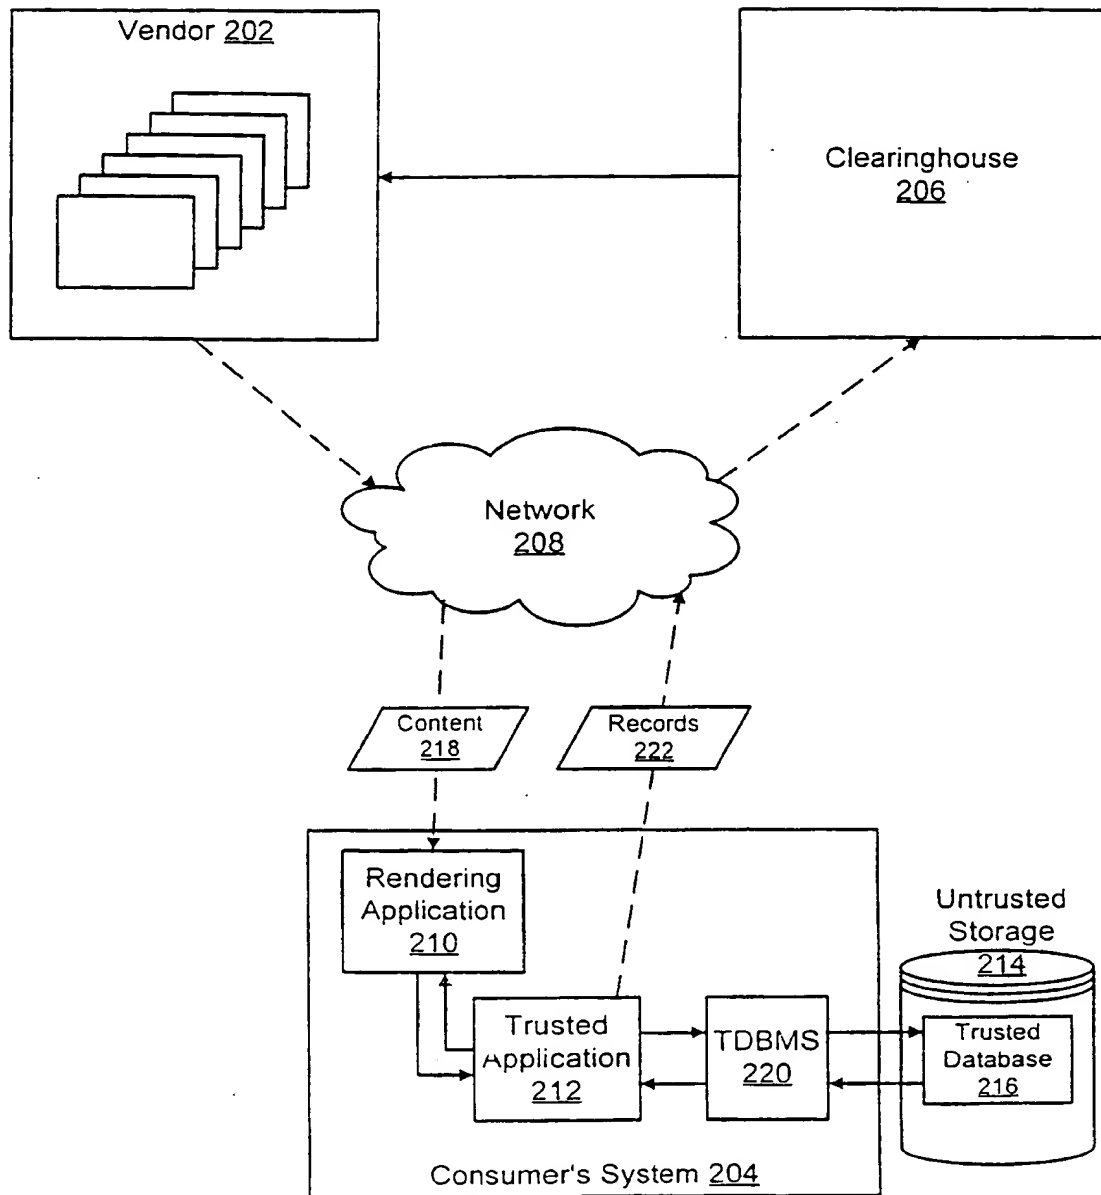 Vendor 202
Clearinghouse
206
Network
208
Content
218
Records
222
Rendering
Application
210
Untrusted
Storage
214
Trusted
Application
212
TDBMS
220
Trusted
Database
216
Consumer's System 204